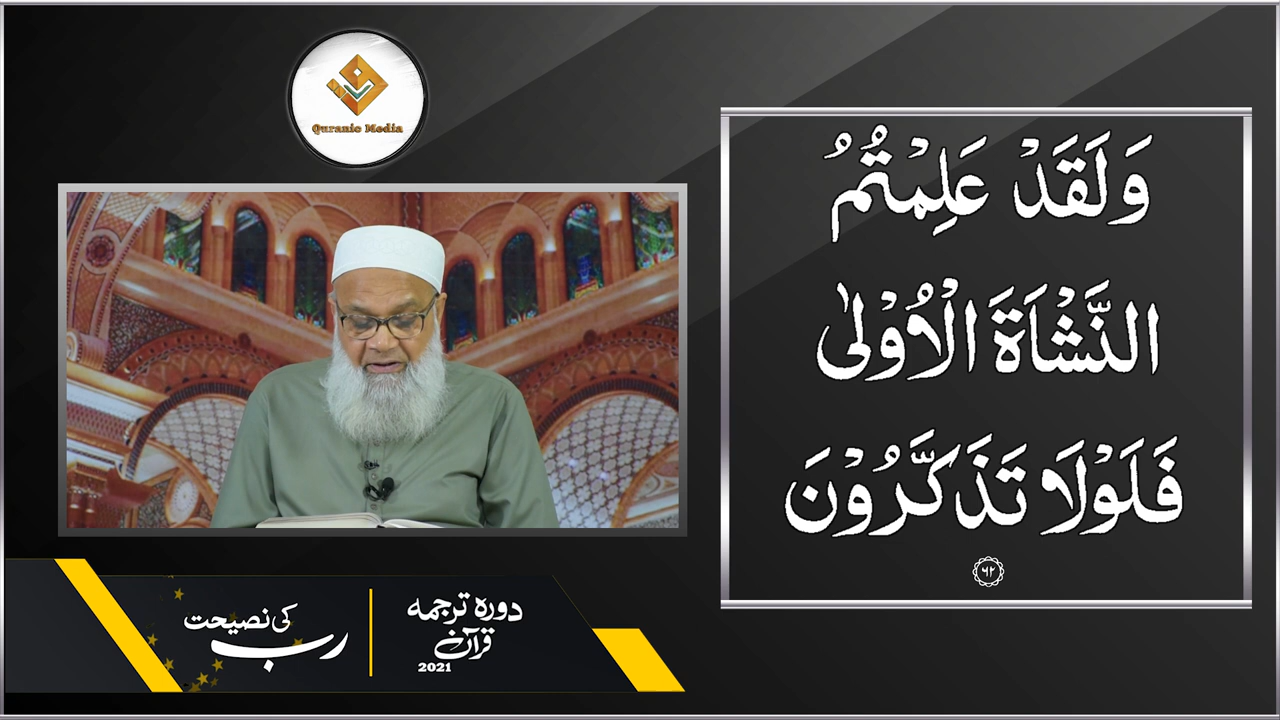 Quranic Media
وَلَقَدْ عَلِمْتُمُ
النَّشْاَةَ الْاُوْلٰی
فَلَوْلَا تَذَكَّرُوْنَ
۶۲
دورہ ترجمہ
قرآن
2021
کی نصیحت
رب